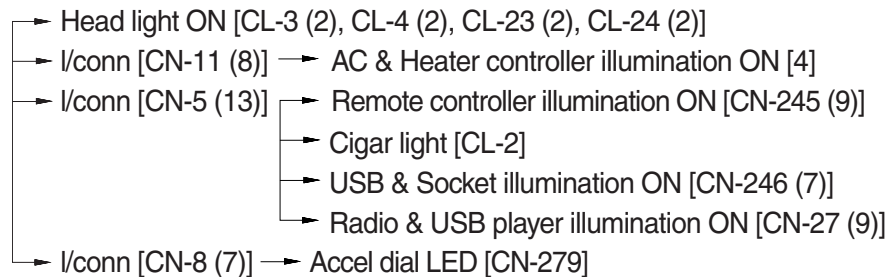 Head light ON [CL-3 (2), CL-4 (2), CL-23 (2), CL-24 (2)]
I/conn [CN-11 (8)] → AC & Heater controller illumination ON [4]
I/conn [CN-5 (13)] → Remote controller illumination ON [CN-245 (9)]
→ Cigar light [CL-2]
→ USB & Socket illumination ON [CN-246 (7)]
→ Radio & USB player illumination ON [CN-27 (9)]
I/conn [CN-8 (7)] → Accel dial LED [CN-279]